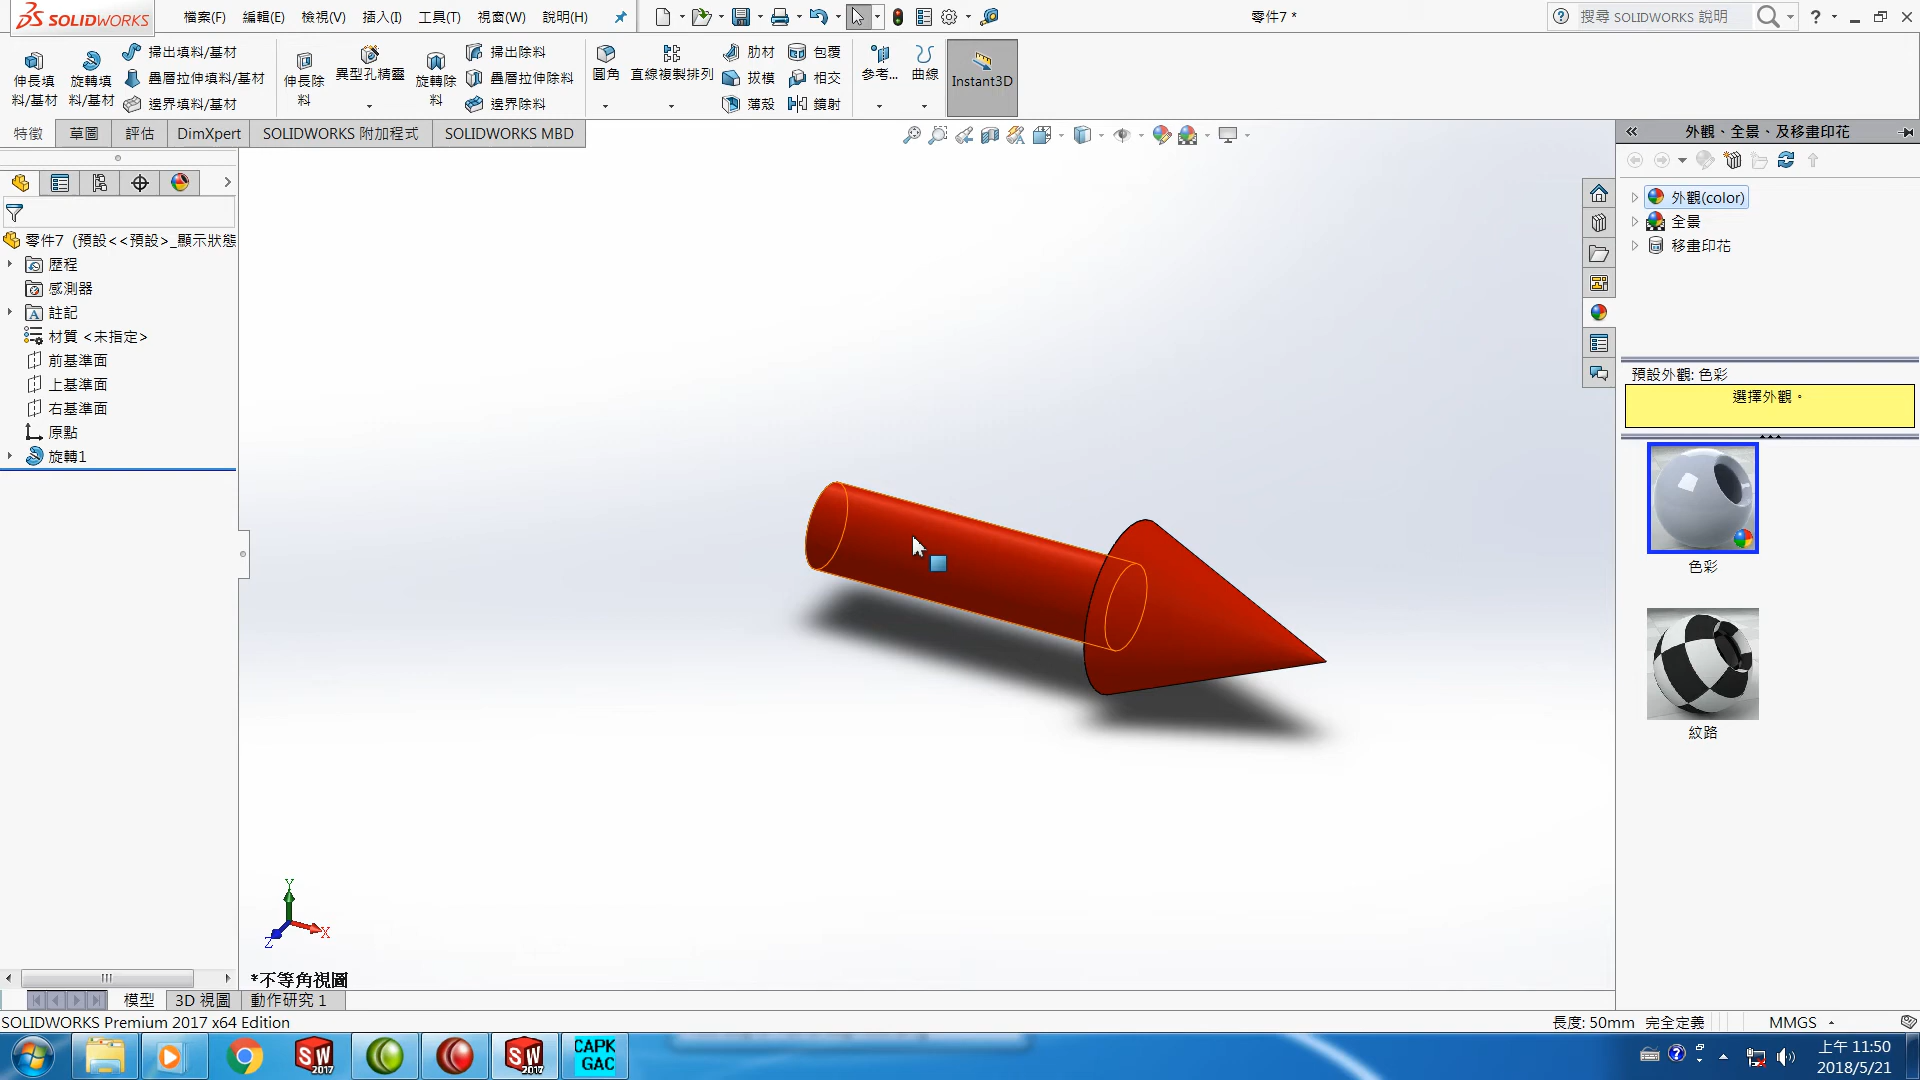 SOLIDWORKS 檔案(F) 編輯(E) 檢視(V) 插入(I) 工具(T) 視窗(W) 說明(H) 零件7 * 搜尋 SOLIDWORKS 說明 ?
伸長填料/基材
旋轉填料/基材
掃出填料/基材
疊層拉伸填料/基材
邊界填料/基材
伸長除料
異型孔精靈
旋轉除料
掃出除料
疊層拉伸除料
邊界除料
圓角
直線複製排列
肋材
拔模
薄殼
包覆
相交
鏡射
參考...
曲線
Instant3D
特徵 草圖 評估 DimXpert SOLIDWORKS 附加程式 SOLIDWORKS MBD
零件7 (預設<<預設>_顯示狀態
歷程
感測器
註記
材質 <未指定>
前基準面
上基準面
右基準面
原點
旋轉1
Y
X
Z
*不等角視圖
模型 3D 視圖 動作研究 1
外觀、全景、及移畫印花
外觀(color)
全景
移畫印花
預設外觀: 色彩
選擇外觀。
色彩
紋路
SOLIDWORKS Premium 2017 x64 Edition 長度: 50mm 完全定義 MMGS
SW 2017
SW 2017
CAPK
GAC
上午 11:50
2018/5/21